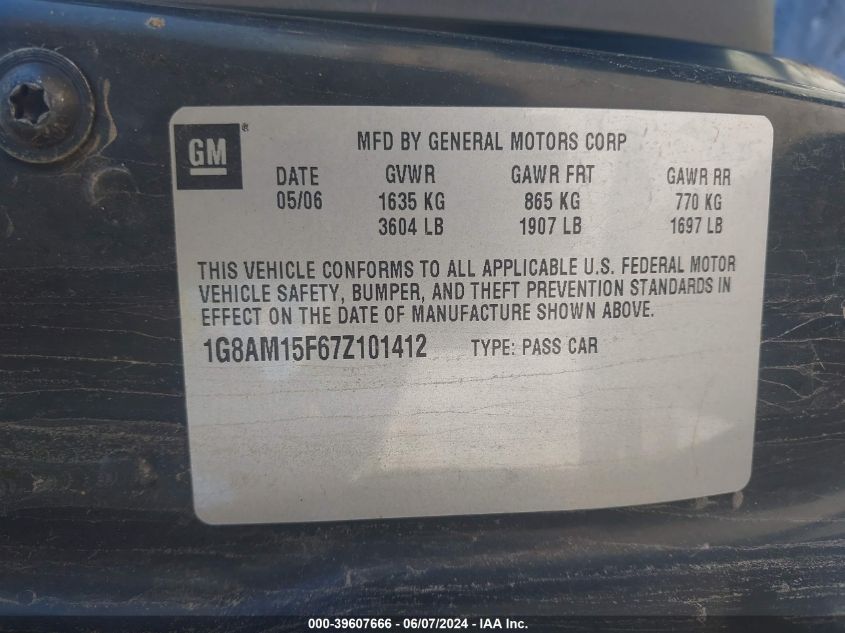 GM®
MFD BY GENERAL MOTORS CORP
DATE GVWR GAWR FRT GAWR RR
05/06 1635 KG 865 KG 770 KG
3604 LB 1907 LB 1697 LB
THIS VEHICLE CONFORMS TO ALL APPLICABLE U.S. FEDERAL MOTOR
VEHICLE SAFETY, BUMPER, AND THEFT PREVENTION STANDARDS IN
EFFECT ON THE DATE OF MANUFACTURE SHOWN ABOVE.
1G8AM15F67Z101412 TYPE: PASS CAR
000-39607666 - 06/07/2024 - IAA Inc.